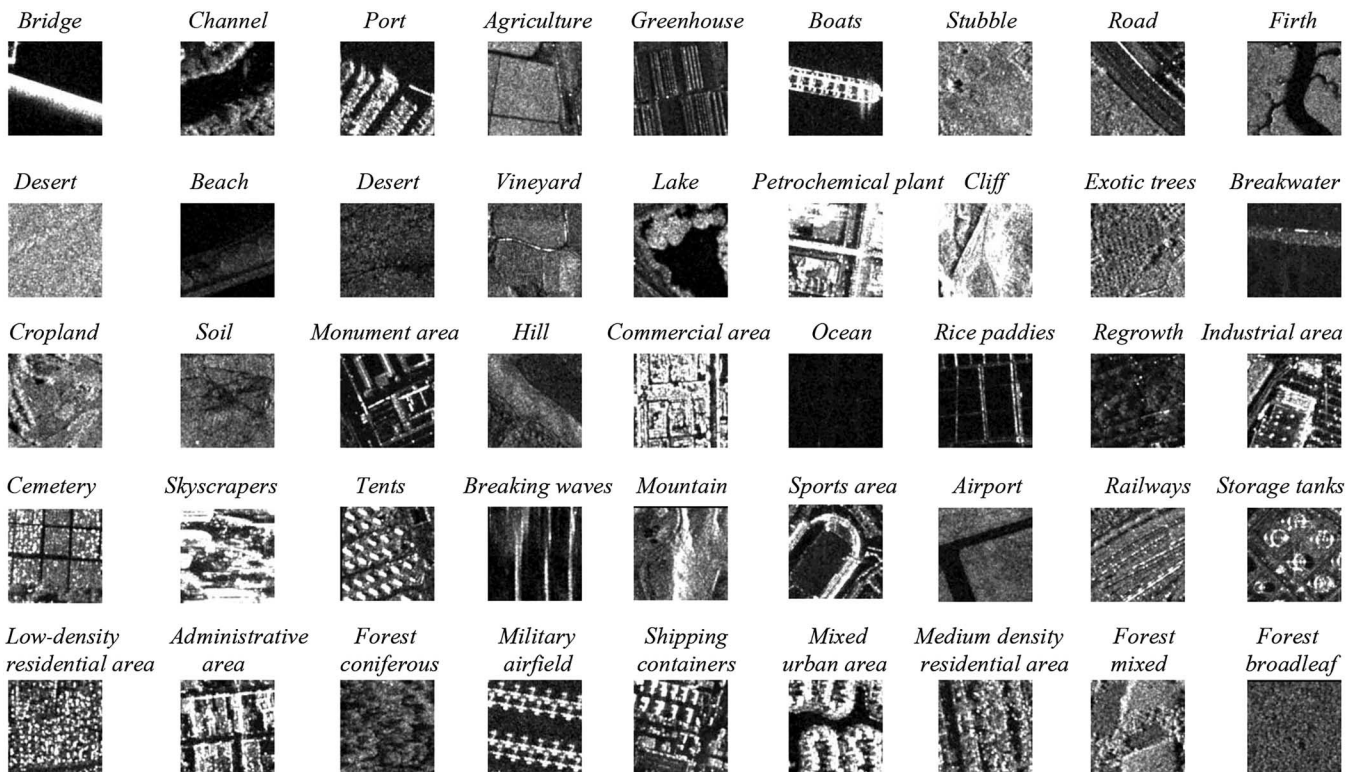 Bridge Channel Port Agriculture Greenhouse Boats Stubble Road Firth
Desert Beach Desert Vineyard Lake Petrochemical plant Cliff Exotic trees Breakwater
Cropland Soil Monument area Hill Commercial area Ocean Rice paddies Regrowth Industrial area
Cemetery Skyscrapers Tents Breaking waves Mountain Sports area Airport Railways Storage tanks
Low-density Administrative Forest Military Shipping Mixed Medium density Forest Forest
residential area area coniferous airfield containers urban area residential area mixed broadleaf